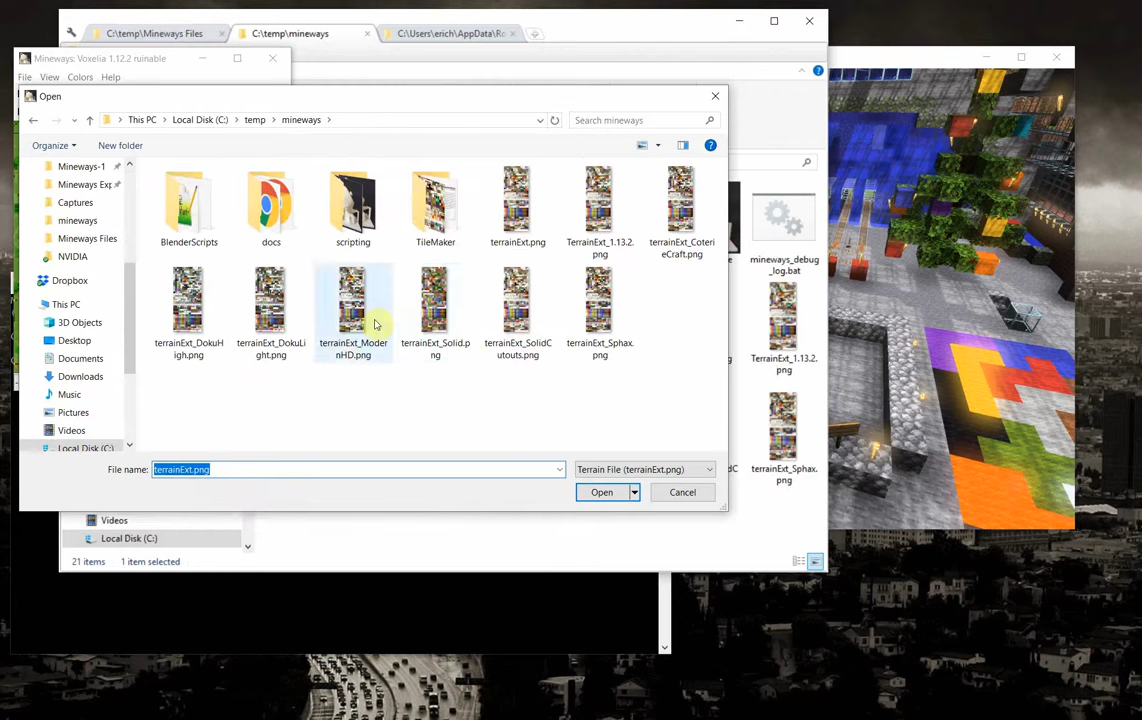 C:\temp\Mineways Files
C:\temp\mineways
C:\Users\erich\AppData\Ro
Mineways: Voxelia 1.12.2 ruinable
File View Colors Help
Open
This PC > Local Disk (C:) > temp > mineways >
Search mineways
Organize
New folder
Mineways-1
Mineways Exp
Captures
mineways
Mineways Files
NVIDIA
Dropbox
This PC
3D Objects
Desktop
Documents
Downloads
Music
Pictures
Videos
Local Disk (C:)
BlenderScripts
docs
scripting
TileMaker
terrainExt.png
TerrainExt_1.13.2.
png
terrainExt_Coterie
eCraft.png
terrainExt_DokuH
igh.png
terrainExt_DokuLi
ght.png
terrainExt_Moder
nHD.png
terrainExt_Solid.p
ng
terrainExt_SolidC
utouts.png
terrainExt_Sphax.
png
File name:
terrainExt.png
Terrain File (terrainExt.png)
Open
Cancel
mineways_debug
_log.bat
TerrainExt_1.13.2.
png
terrainExt_Sphax.
png
Videos
Local Disk (C:)
21 items
1 item selected